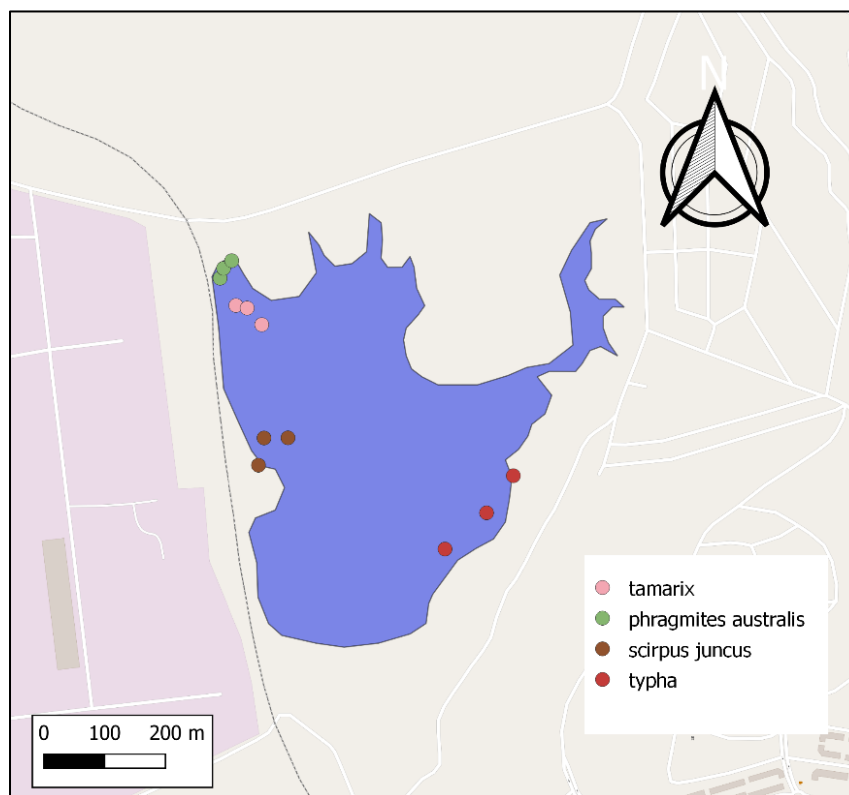 N
tamarix
phragmites australis
scirpus juncus
typha
0 100 200 m